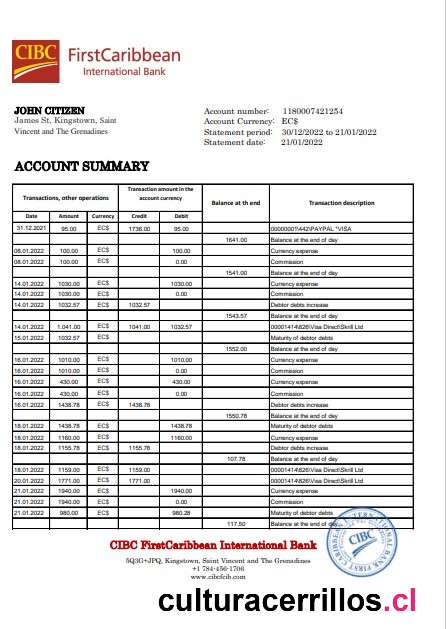 CIBC FirstCaribbean
International Bank
JOHN CITIZEN
James St, Kingstown, Saint
Vincent and The Grenadines
Account number: 1180007421254
Account Currency: EC$
Statement period: 30/12/2022 to 21/01/2022
Statement date: 21/01/2022
ACCOUNT SUMMARY
Transactions, other operations
Transaction amount in the
account currency
Balance at th end
Transaction description
Date Amount Currency Credit Debit
31.12.2021 95.00 EC$ 1736.00 95.00 00000001\442\PAYPAL *VISA
1641.00 Balance at the end of day
08.01.2022 100.00 EC$ 100.00 Currency expense
08.01.2022 100.00 EC$ 0.00 Commission
1541.00 Balance at the end of day
14.01.2022 1030.00 EC$ 1030.00 Currency expense
14.01.2022 1030.00 EC$ 0.00 Commission
14.01.2022 1032.57 EC$ 1032.57 Debtor debts increase
1543.57 Balance at the end of day
14.01.2022 1.041.00 EC$ 1041.00 1032.57 00001414\826\Visa Direct\Skrill Ltd
15.01.2022 1032.57 EC$ Maturity of debtor debts
1552.00 Balance at the end of day
16.01.2022 1010.00 EC$ 1010.00 Currency expense
16.01.2022 1010.00 EC$ 0.00 Commission
16.01.2022 430.00 EC$ 430.00 Currency expense
16.01.2022 430.00 EC$ 0.00 Commission
16.01.2022 1438.78 EC$ 1438.78 Debtor debts increase
1550.78 Balance at the end of day
18.01.2022 1438.78 EC$ 1438.78 Maturity of debtor debts
18.01.2022 1160.00 EC$ 1160.00 Currency expense
18.01.2022 1155.78 EC$ 1155.78 Debtor debts increase
107.78 Balance at the end of day
18.01.2022 1159.00 EC$ 1159.00 00001414\826\Visa Direct\Skrill Ltd
20.01.2022 1771.00 EC$ 1771.00 00001414\826\Visa Direct\Skrill Ltd
21.01.2022 1940.00 EC$ 1940.00 Currency expense
21.01.2022 1940.00 EC$ 0.00 Commission
21.01.2022 980.00 EC$ 980.28 Maturity of debtor debts
117.50 Balance at the end of day
CIBC
CIBC FirstCaribbean International Bank
5Q3G+JPQ, Kingstown, Saint Vincent and The Grenadines
+1 784-456-1706
www.cibcfcib.com
culturacerrillos.cl